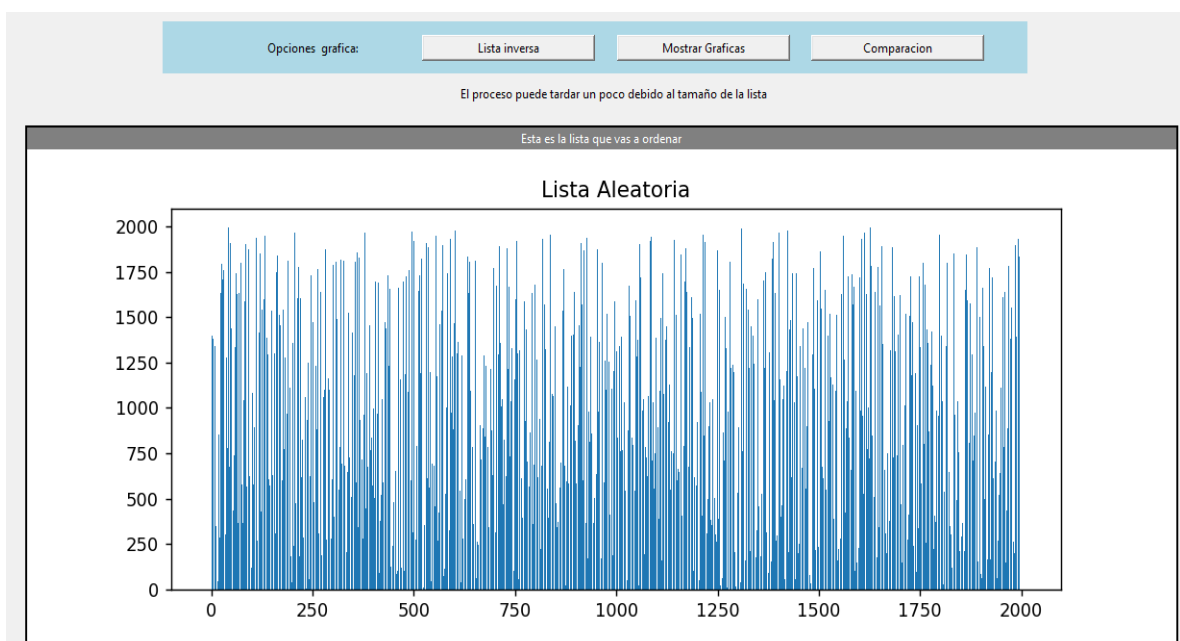 Opciones grafica: Lista inversa Mostrar Graficas Comparacion
El proceso puede tardar un poco debido al tamaño de la lista
Esta es la lista que vas a ordenar
Lista Aleatoria
2000
1750
1500
1250
1000
750
500
250
0
0 250 500 750 1000 1250 1500 1750 2000